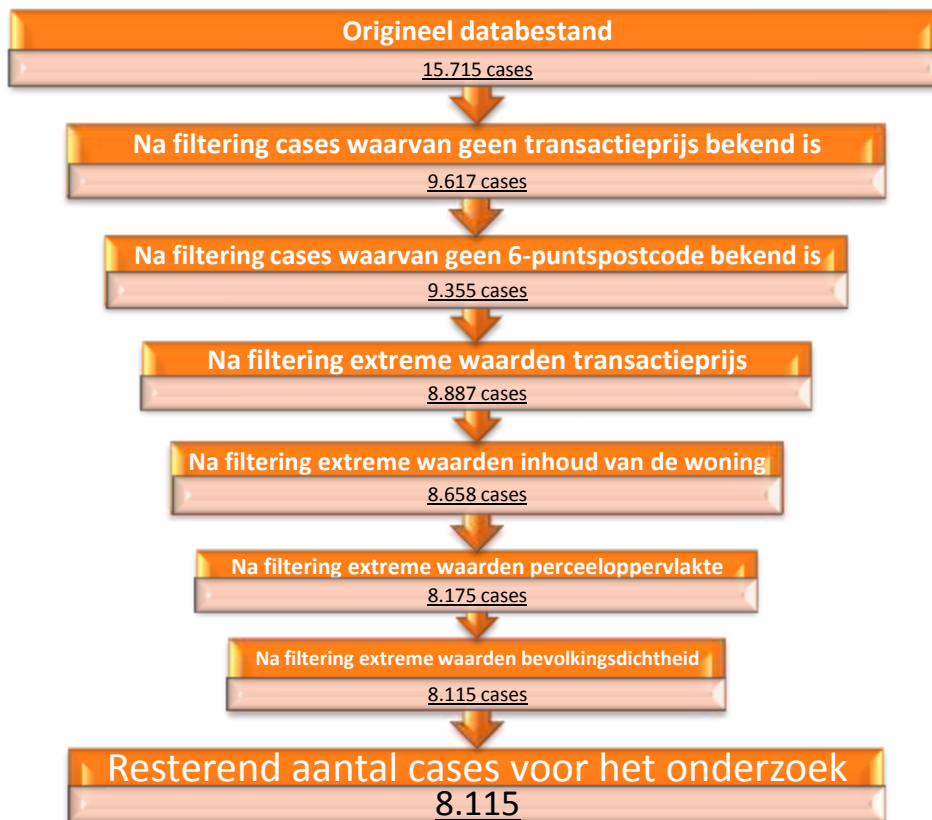 Origineel databestand
15.715 cases
Na filtering cases waarvan geen transactieprijs bekend is
9.617 cases
Na filtering cases waarvan geen 6-puntspostcode bekend is
9.355 cases
Na filtering extreme waarden transactieprijs
8.887 cases
Na filtering extreme waarden inhoud van de woning
8.658 cases
Na filtering extreme waarden perceeloppervlakte
8.175 cases
Na filtering extreme waarden bevolkingsdichtheid
8.115 cases
Resterend aantal cases voor het onderzoek
8.115